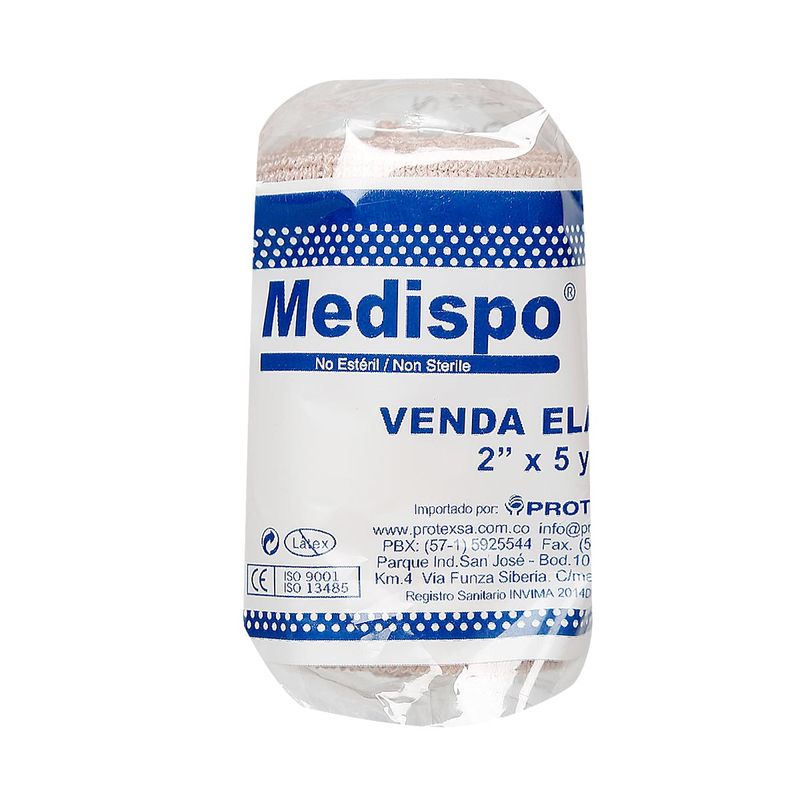 Medispo®
No Estéril / Non Sterile
VENDA ELA
2” x 5 y
Importado por: PROT
www.protexsa.com.co info@pr
PBX: (57-1) 5925544 Fax. (5
Parque Ind.San José - Bod.10
Km.4 Vía Funza Siberia. C/ma
Registro Sanitario INVIMA 2014D
Látex
CE ISO 9001
ISO 13485